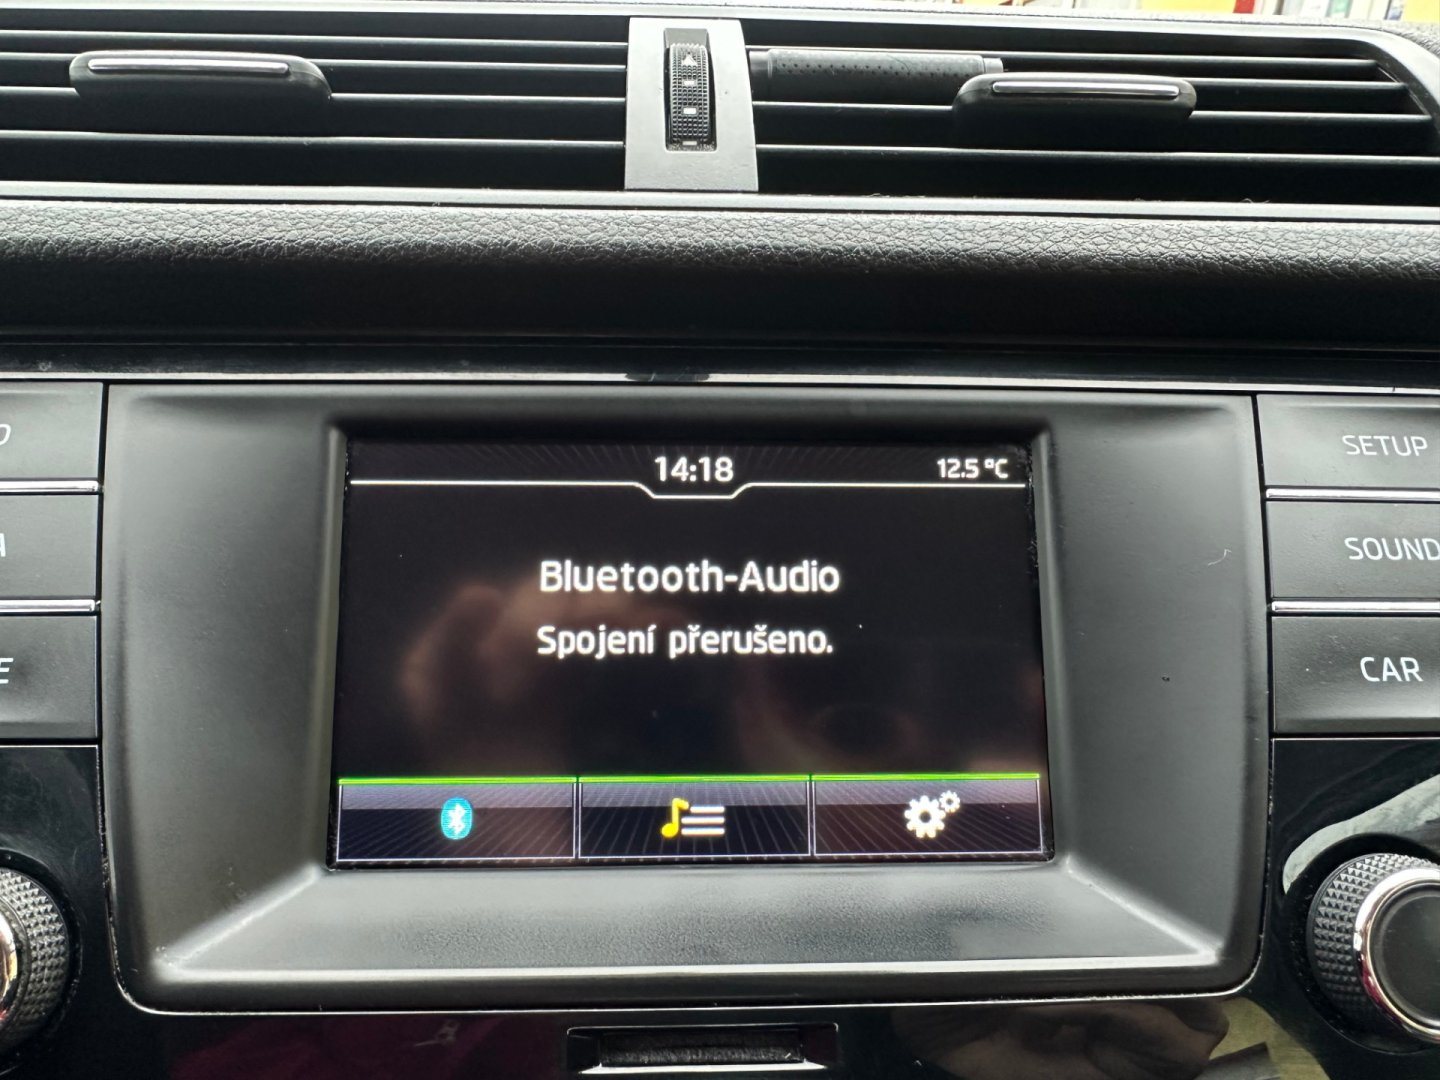 14:18
12.5 °C
SETUP
Bluetooth-Audio
SOUND
Spojení přerušeno.
CAR